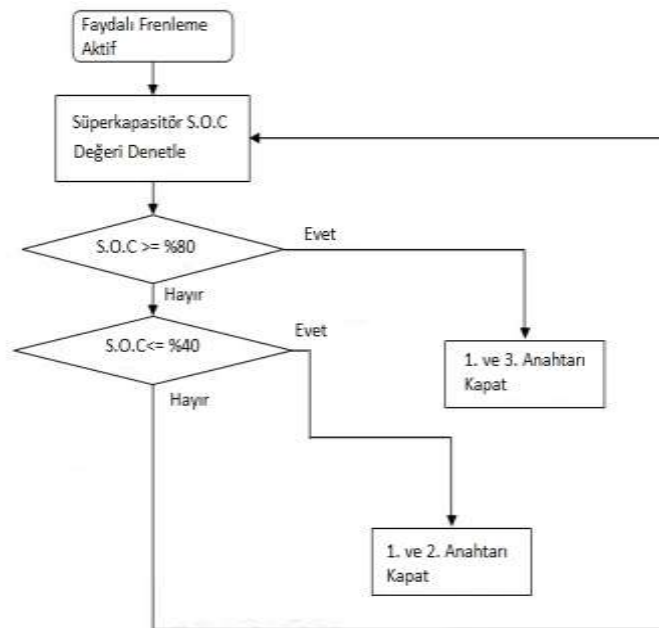 Faydalı Frenleme
Aktif
Süperkapasitör S.O.C
Değeri Denetle
S.O.C >= %80
Evet
Hayır
S.O.C<= %40
Evet
1. ve 3. Anahtarı
Kapat
Hayır
1. ve 2. Anahtarı
Kapat